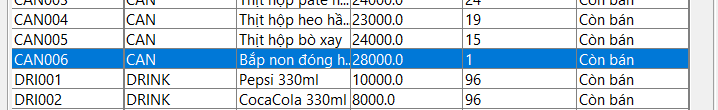 CAN003 CAN Thịt hộp pate h... 24000.0 24 Còn bán
CAN004 CAN Thịt hộp heo hầ... 23000.0 19 Còn bán
CAN005 CAN Thịt hộp bò xay 24000.0 15 Còn bán
CAN006 CAN Bắp non đóng h... 28000.0 1 Còn bán
DRI001 DRINK Pepsi 330ml 10000.0 96 Còn bán
DRI002 DRINK CocaCola 330ml 8000.0 96 Còn bán